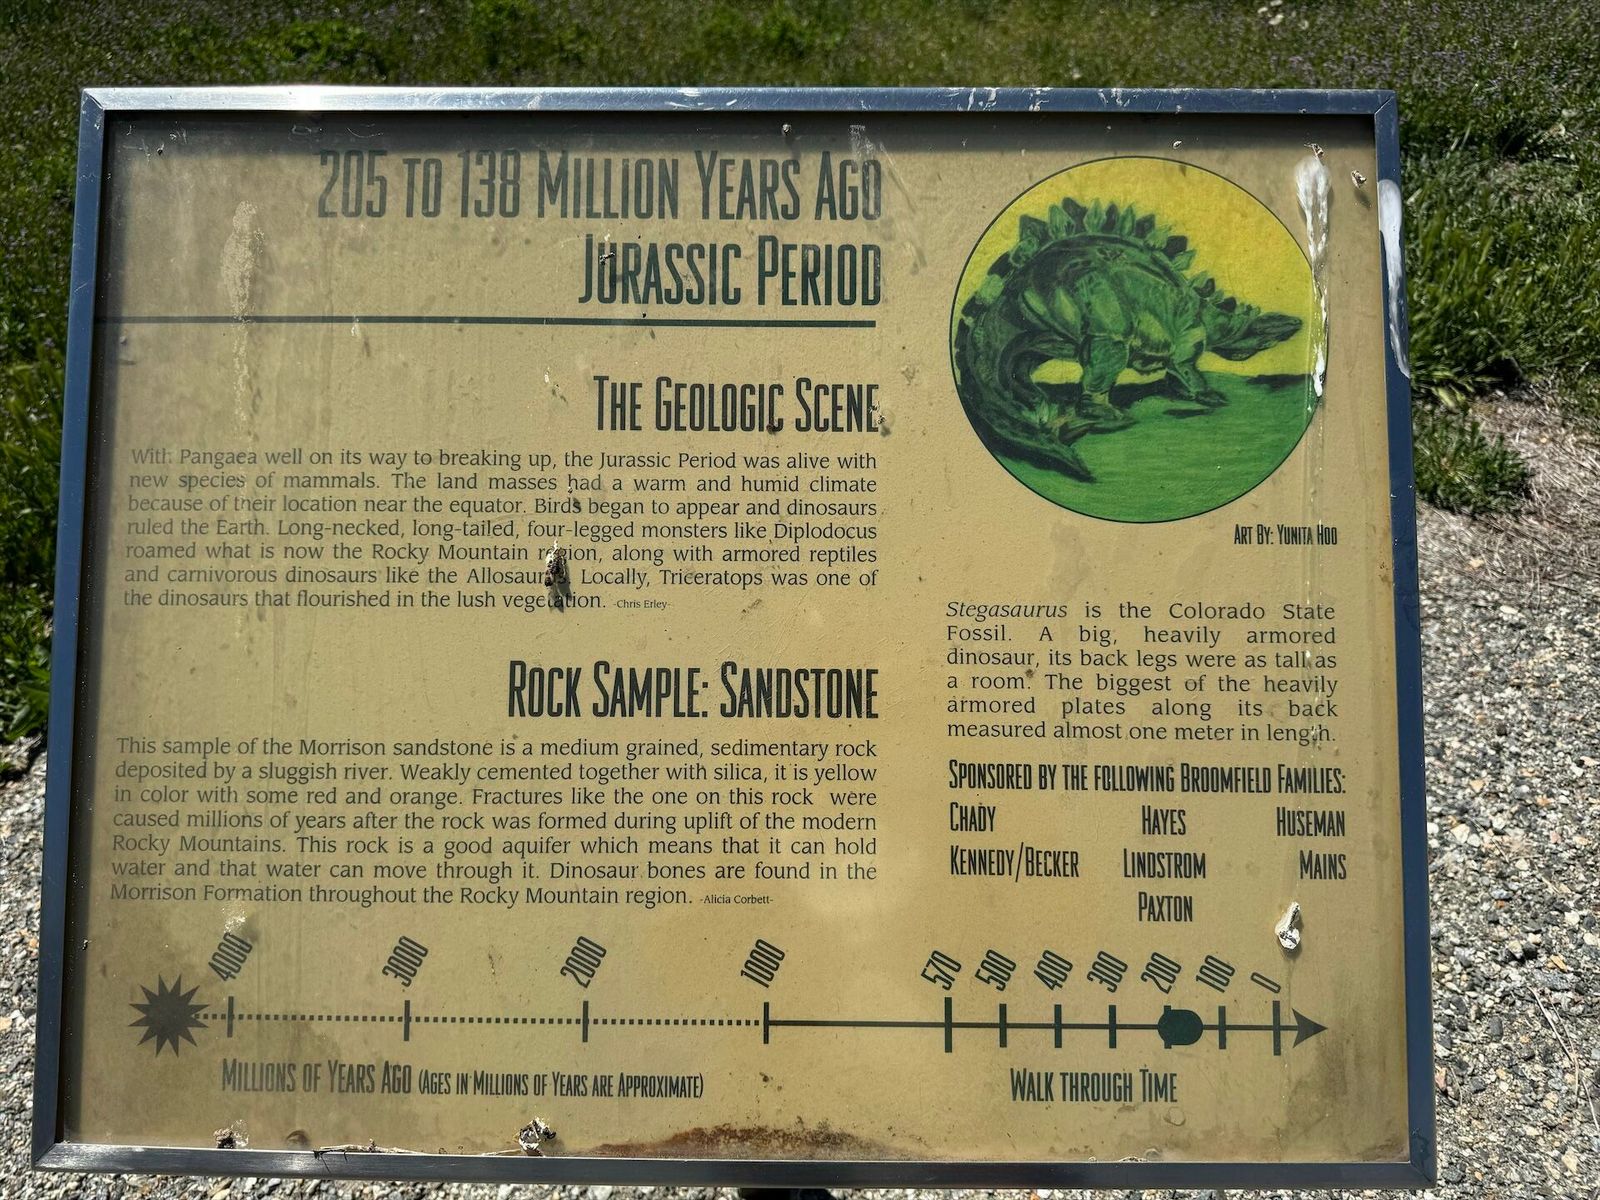 205 TO 138 MILLION YEARS AGO
JURASSIC PERIOD
THE GEOLOGIC SCENE
With Pangaea well on its way to breaking up, the Jurassic Period was alive with
new species of mammals. The land masses had a warm and humid climate
because of their location near the equator. Birds began to appear and dinosaurs
ruled the Earth. Long-necked, long-tailed, four-legged monsters like Diplodocus
roamed what is now the Rocky Mountain region, along with armored reptiles
and carnivorous dinosaurs like the Allosaurus. Locally, Triceratops was one of
the dinosaurs that flourished in the lush vegetation. -Chris Erley-
ROCK SAMPLE: SANDSTONE
This sample of the Morrison sandstone is a medium grained, sedimentary rock
deposited by a sluggish river. Weakly cemented together with silica, it is yellow
in color with some red and orange. Fractures like the one on this rock were
caused millions of years after the rock was formed during uplift of the modern
Rocky Mountains. This rock is a good aquifer which means that it can hold
water and that water can move through it. Dinosaur bones are found in the
Morrison Formation throughout the Rocky Mountain region. -Alicia Corbett-
ART BY: YUNITA HOO
Stegasaurus is the Colorado State
Fossil. A big, heavily armored
dinosaur, its back legs were as tall as
a room. The biggest of the heavily
armored plates along its back
measured almost one meter in length.
SPONSORED BY THE FOLLOWING BROOMFIELD FAMILIES:
CHADY HAYES HUSEMAN
KENNEDY/BECKER LINDSTROM MAINS
PAXTON
4000 3000 2000 1000 570 500 400 300 200 100 0
MILLIONS OF YEARS AGO (AGES IN MILLIONS OF YEARS ARE APPROXIMATE)
WALK THROUGH TIME